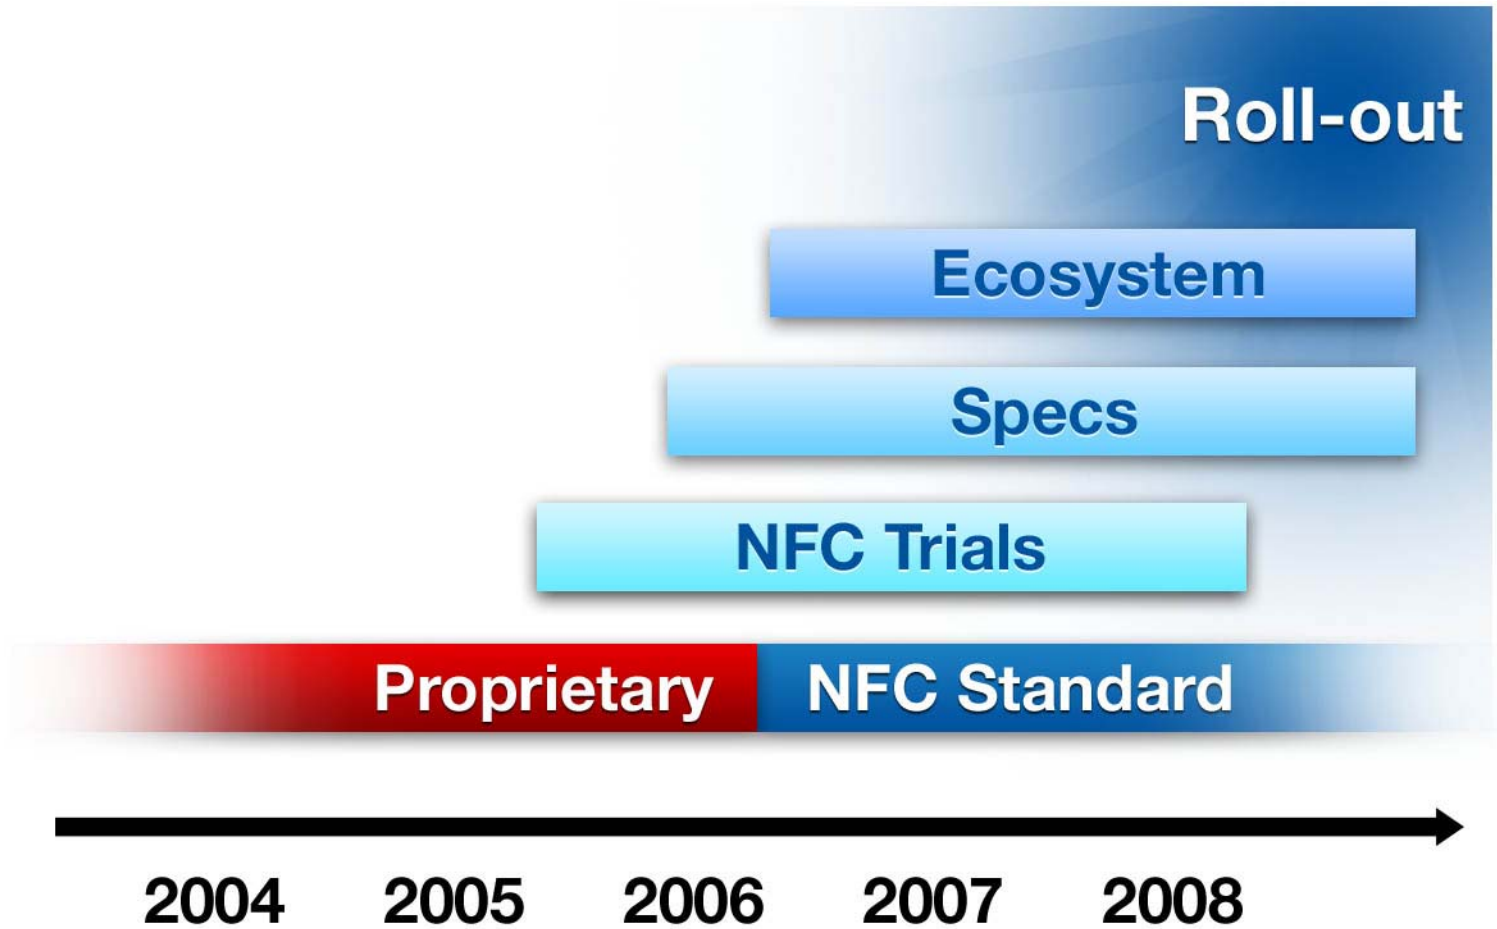 Roll-out
Ecosystem
Specs
NFC Trials
Proprietary NFC Standard
2004 2005 2006 2007 2008